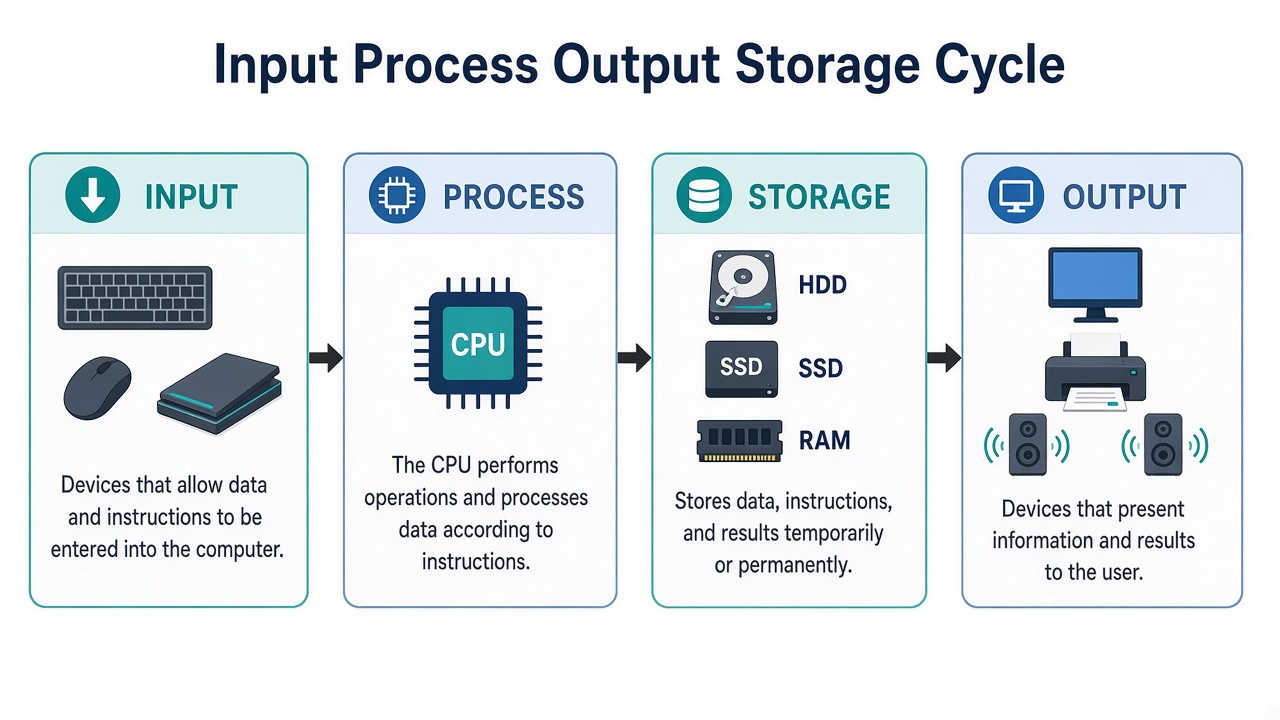 Input Process Output Storage Cycle
INPUT
Devices that allow data
and instructions to be
entered into the computer.
PROCESS
CPU
The CPU performs
operations and processes
data according to
instructions.
STORAGE
HDD
SSD
SSD
RAM
Stores data, instructions,
and results temporarily
or permanently.
OUTPUT
Devices that present
information and results
to the user.